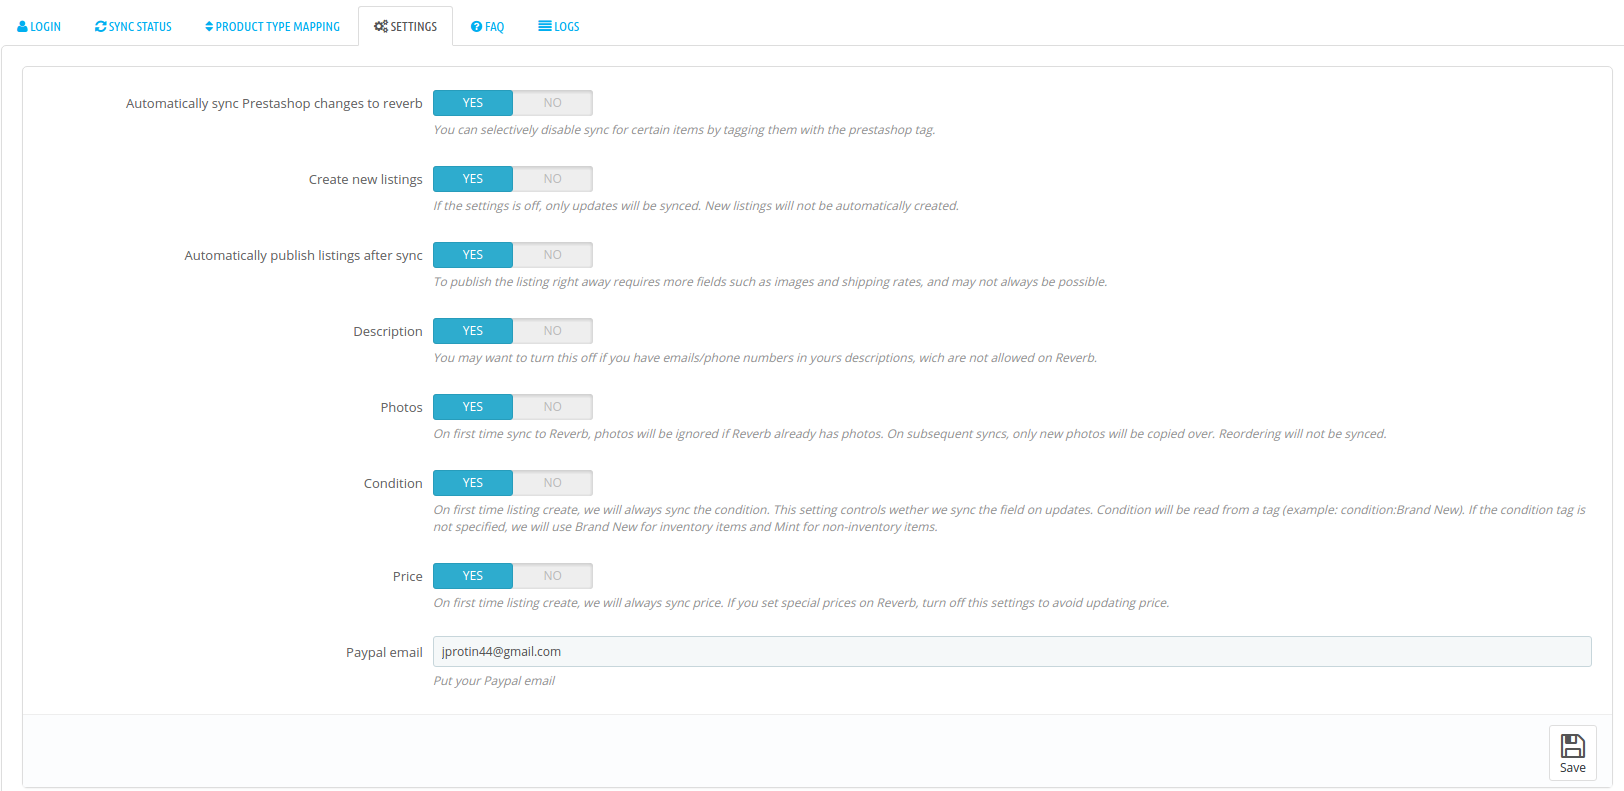 LOGIN SYNC STATUS PRODUCT TYPE MAPPING SETTINGS FAQ LOGS
Automatically sync Prestashop changes to reverb YES NO
You can selectively disable sync for certain items by tagging them with the prestashop tag.
Create new listings YES NO
If the settings is off, only updates will be synced. New listings will not be automatically created.
Automatically publish listings after sync YES NO
To publish the listing right away requires more fields such as images and shipping rates, and may not always be possible.
Description YES NO
You may want to turn this off if you have emails/phone numbers in yours descriptions, wich are not allowed on Reverb.
Photos YES NO
On first time sync to Reverb, photos will be ignored if Reverb already has photos. On subsequent syncs, only new photos will be copied over. Reordering will not be synced.
Condition YES NO
On first time listing create, we will always sync the condition. This setting controls wether we sync the field on updates. Condition will be read from a tag (example: condition:Brand New). If the condition tag is
not specified, we will use Brand New for inventory items and Mint for non-inventory items.
Price YES NO
On first time listing create, we will always sync price. If you set special prices on Reverb, turn off this settings to avoid updating price.
Paypal email jprotin44@gmail.com
Put your Paypal email
Save